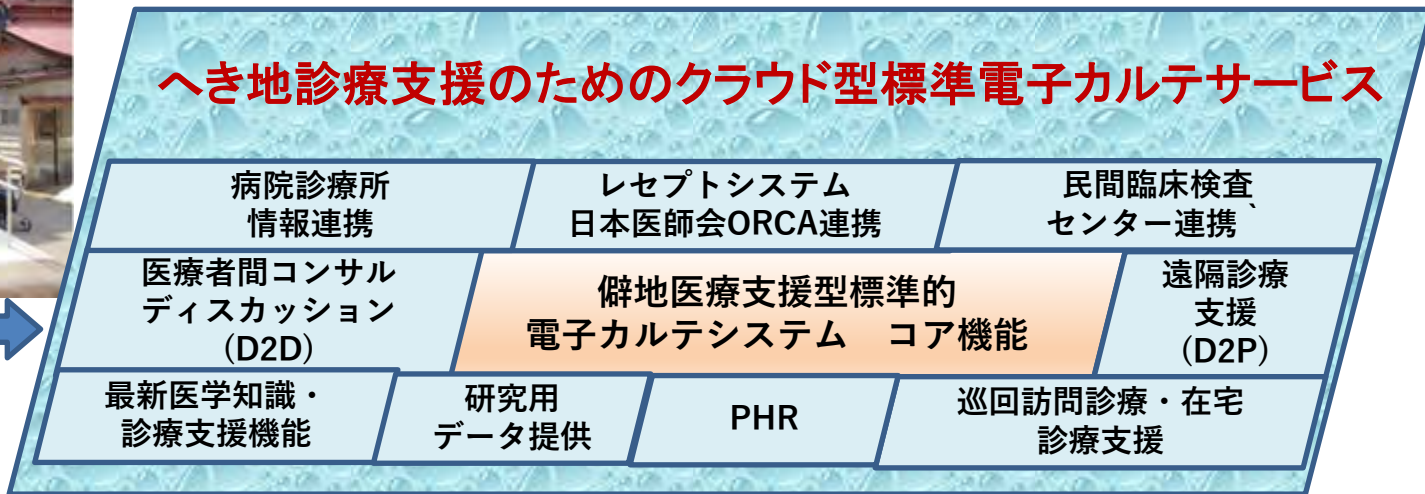 へき地診療支援のためのクラウド型標準電子カルテサービス
病院診療所
情報連携
レセプトシステム
日本医師会ORCA連携
民間臨床検査
センター連携`
医療者間コンサル
ディスカッション
(D2D)
僻地医療支援型標準的
電子カルテシステム　コア機能
遠隔診療
支援
(D2P)
最新医学知識・
診療支援機能
研究用
データ提供
PHR
巡回訪問診療・在宅
診療支援